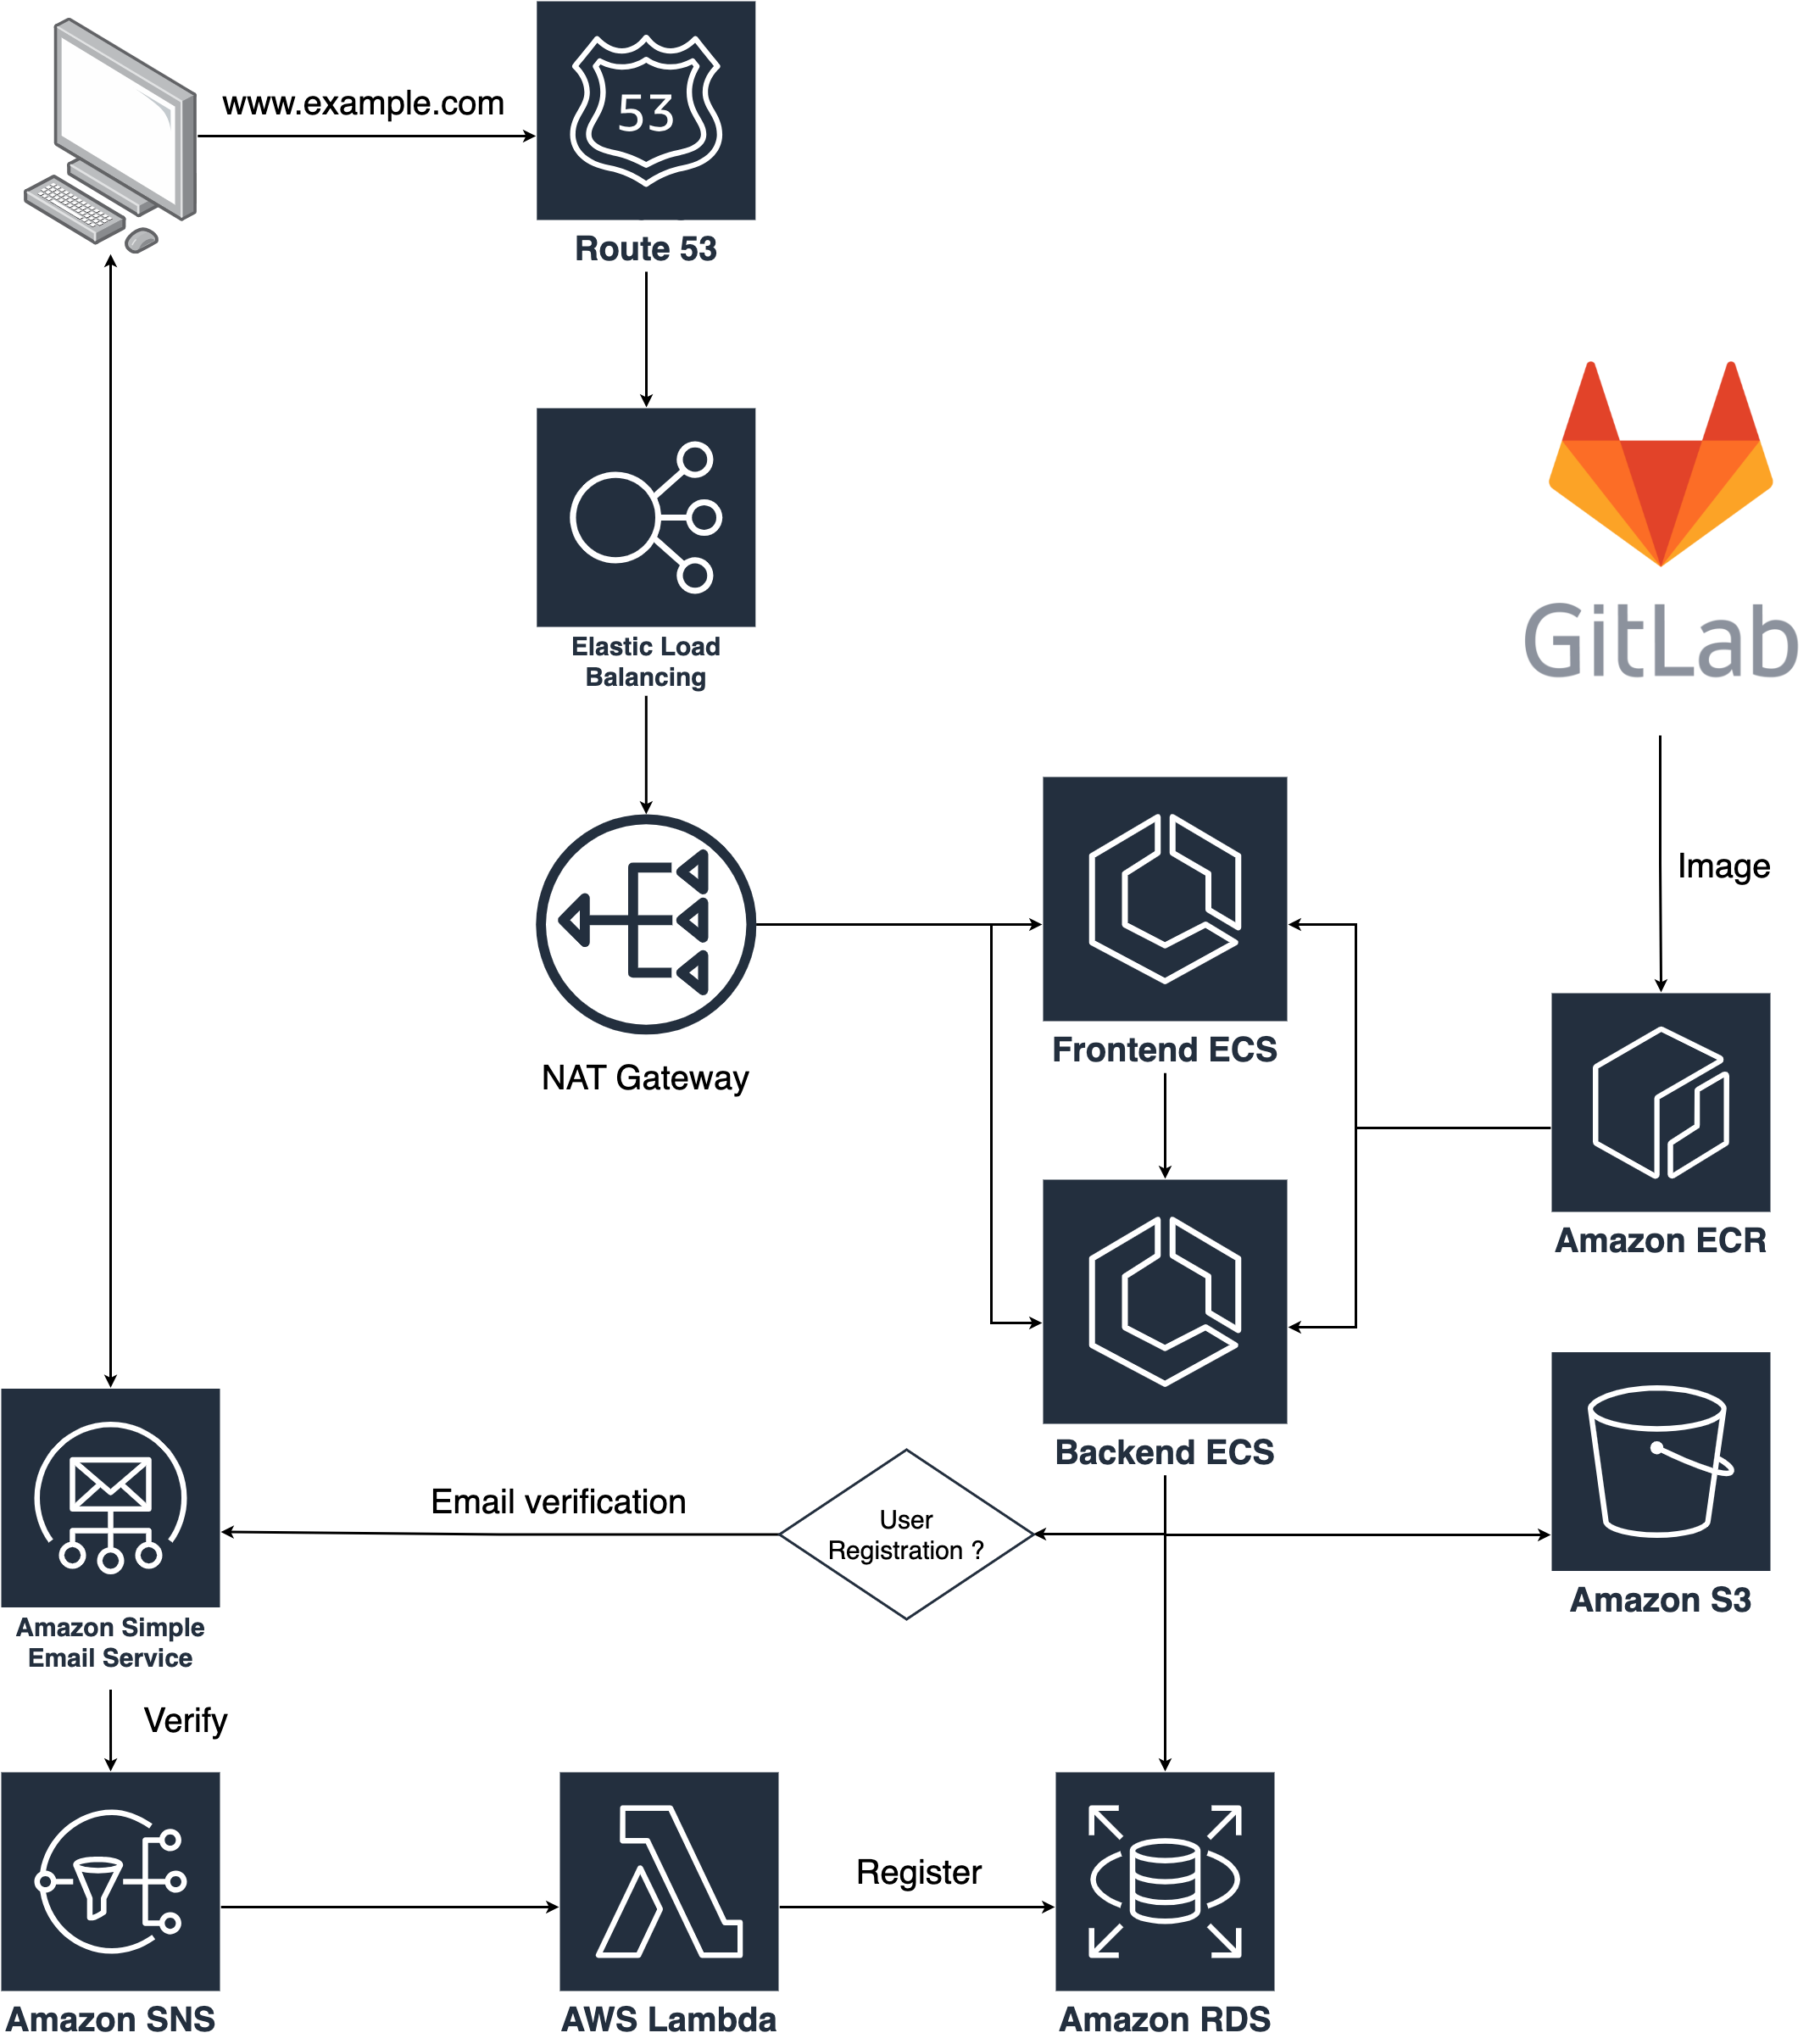 www.example.com
53
Route 53
Elastic Load
Balancing
GitLab
Image
NAT Gateway
Frontend ECS
Amazon ECR
Backend ECS
Email verification
User
Registration ?
Amazon S3
Amazon Simple
Email Service
Verify
Register
Amazon SNS
AWS Lambda
Amazon RDS